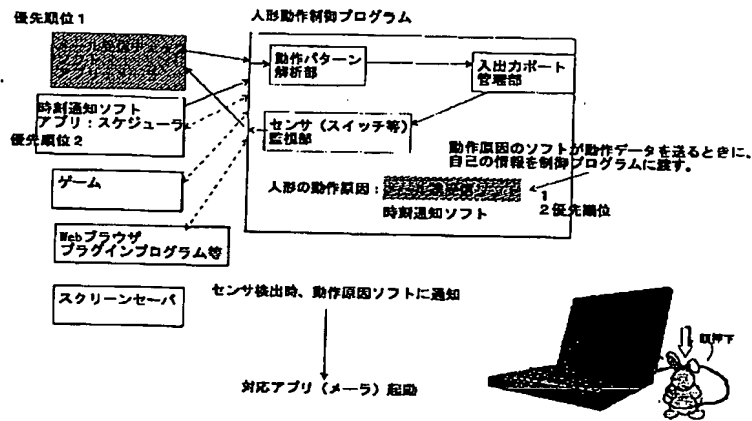 優先順位1
人形動作制御プログラム
動作パターン
解析部
入出力ポート
管理部
時刻通知ソフト
アプリ:スケジューラ
優先順位2
センサ(スイッチ等)
監視部
動作原因のソフトが動作データを送るときに、
自己の情報を制御プログラムに渡す。
ゲーム
人形の動作原因:
1
2優先順位
時刻通知ソフト
Webブラウザ
プラグインプログラム等
スクリーンセーバ
センサ検出時、動作原因ソフトに通知
対応アプリ(メーラ)起動
押下